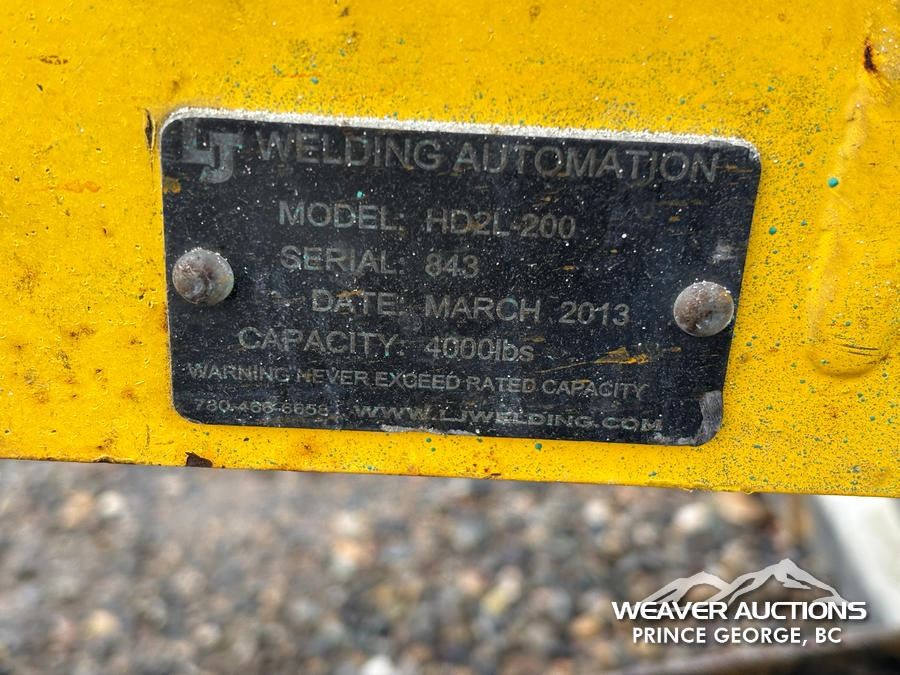 LJ WELDING AUTOMATION
MODEL: HD2L-200
SERIAL: 843
DATE: MARCH 2013
CAPACITY: 4000lbs
WARNING NEVER EXCEED RATED CAPACITY
WWW.LJWELDING.COM
WEAVER AUCTIONS
PRINCE GEORGE, BC